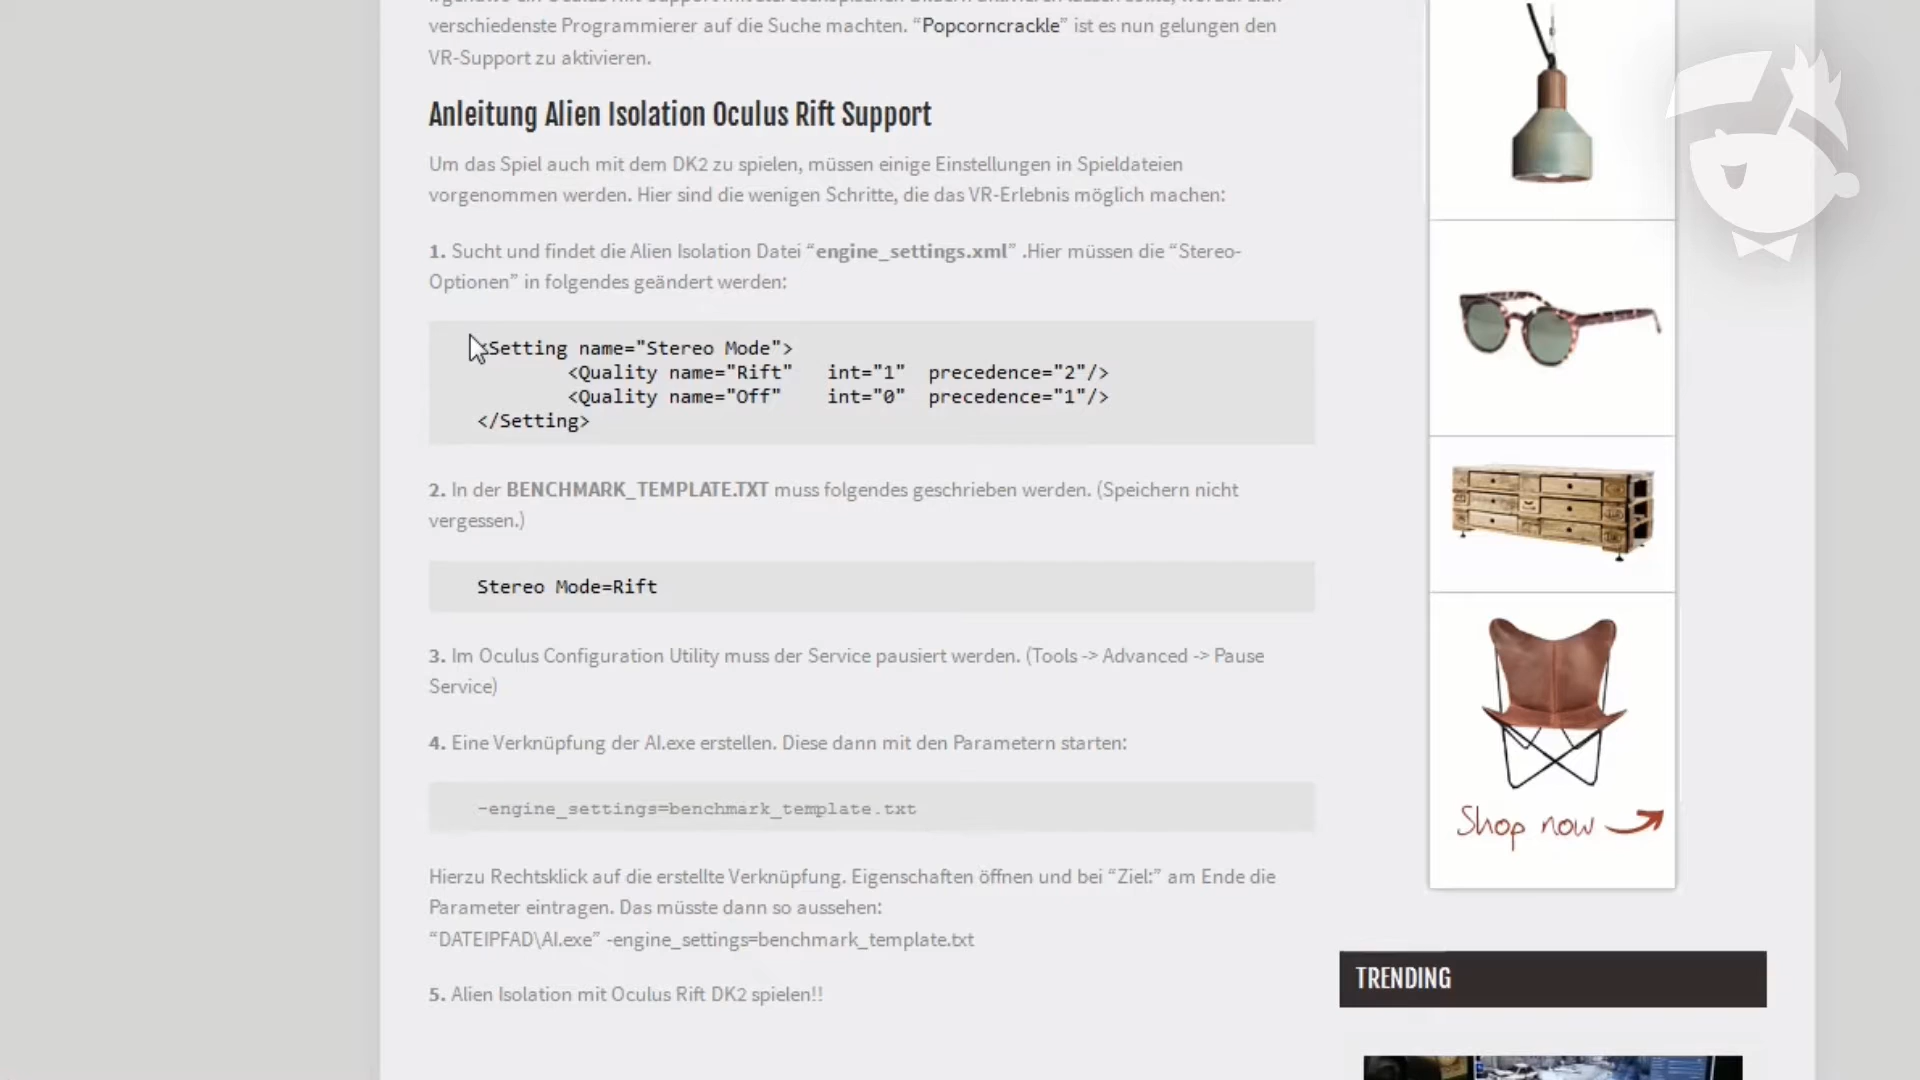 verschiedenste Programmierer auf die Suche machten. “Popcorncrackle” ist es nun gelungen den
VR-Support zu aktivieren.
Anleitung Alien Isolation Oculus Rift Support
Um das Spiel auch mit dem DK2 zu spielen, müssen einige Einstellungen in Spieldateien
vorgenommen werden. Hier sind die wenigen Schritte, die das VR-Erlebnis möglich machen:
1. Sucht und findet die Alien Isolation Datei “engine_settings.xml” .Hier müssen die “Stereo-
Optionen” in folgendes geändert werden:
<Setting name="Stereo Mode">
<Quality name="Rift" int="1" precedence="2"/>
<Quality name="Off" int="0" precedence="1"/>
</Setting>
2. In der BENCHMARK_TEMPLATE.TXT muss folgendes geschrieben werden. (Speichern nicht
vergessen.)
Stereo Mode=Rift
3. Im Oculus Configuration Utility muss der Service pausiert werden. (Tools -> Advanced -> Pause
Service)
4. Eine Verknüpfung der AI.exe erstellen. Diese dann mit den Parametern starten:
-engine_settings=benchmark_template.txt
Hierzu Rechtsklick auf die erstellte Verknüpfung. Eigenschaften öffnen und bei “Ziel:” am Ende die
Parameter eintragen. Das müsste dann so aussehen:
“DATEIPFAD\AI.exe” -engine_settings=benchmark_template.txt
5. Alien Isolation mit Oculus Rift DK2 spielen!!
Shop now
TRENDING